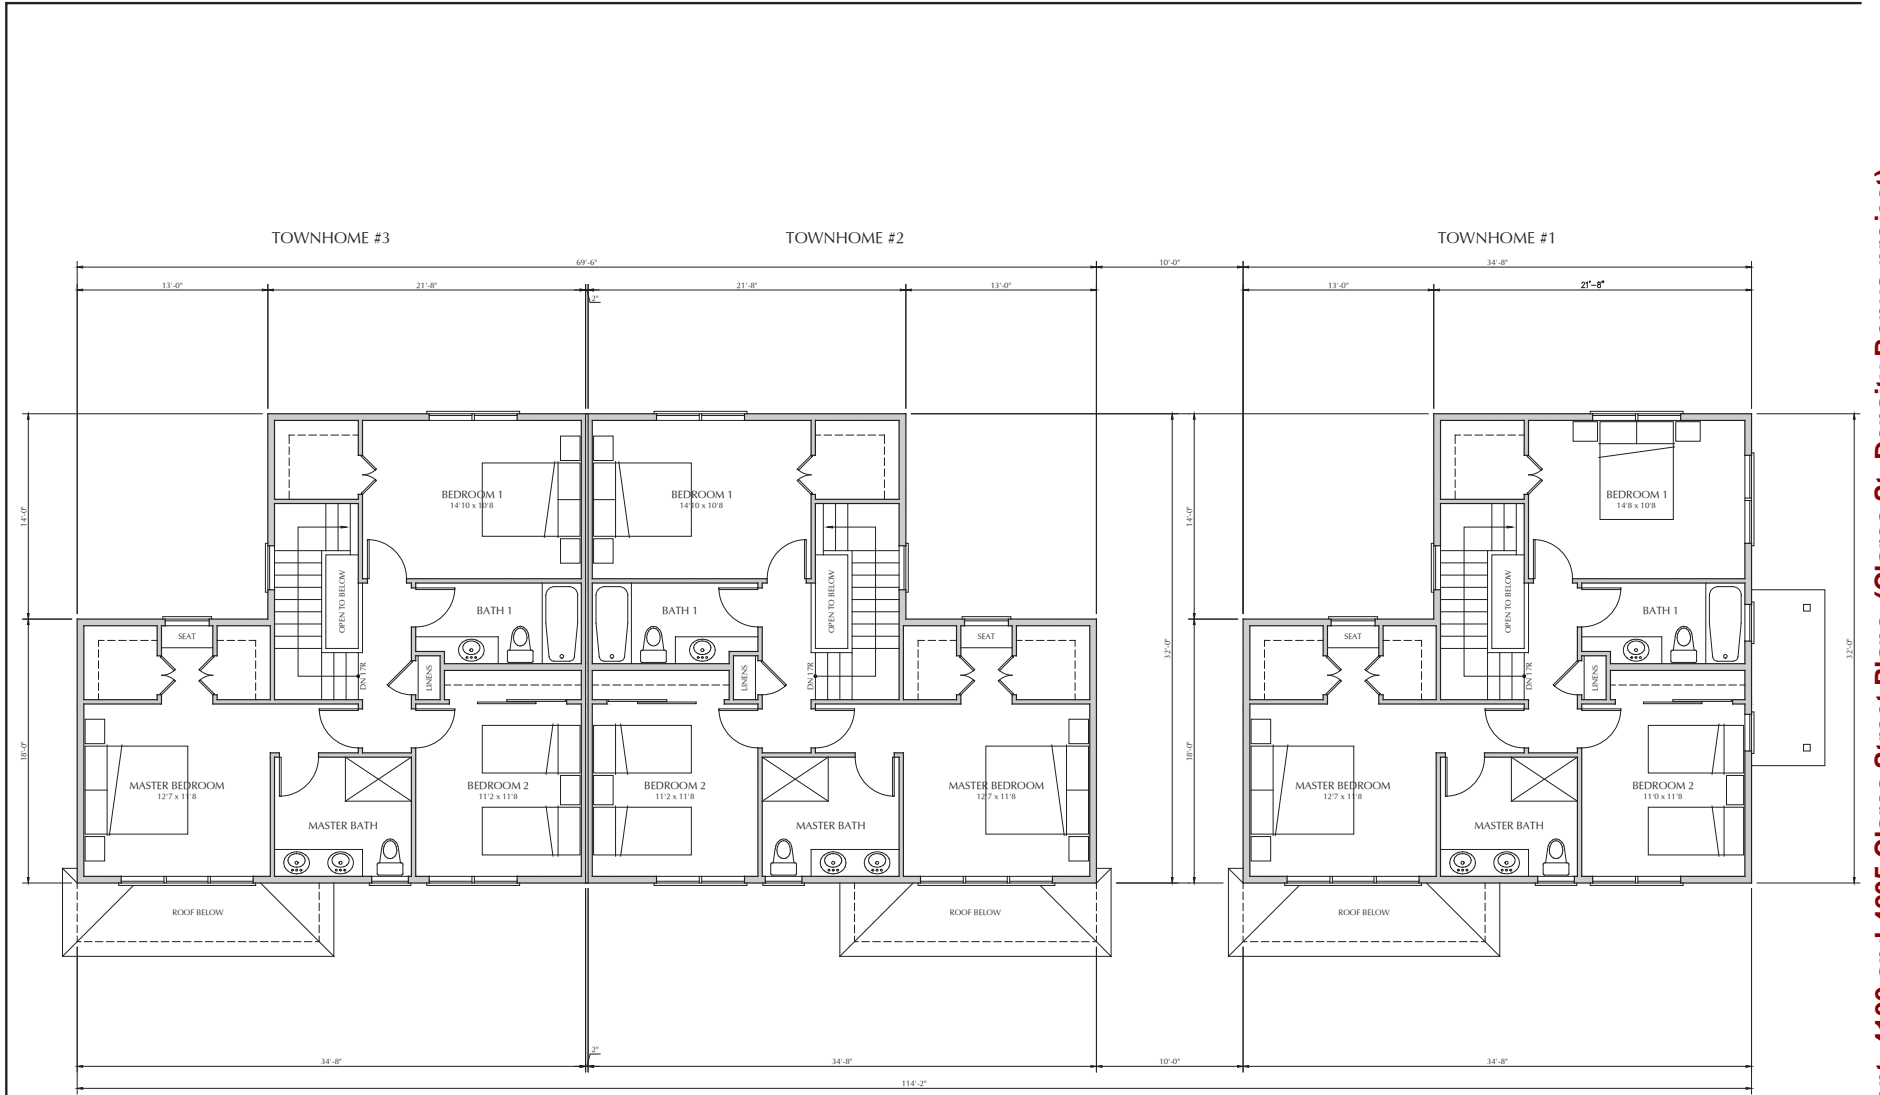 TOWNHOME #3
TOWNHOME #2
TOWNHOME #1
69'-6"
10'-0"
34'-8"
13'-0"
21'-8"
21'-8"
13'-0"
13'-0"
21'-8"
2"
BEDROOM 1
14'10 x 10'8
BEDROOM 1
14'10 x 10'8
BEDROOM 1
14'8 x 10'8
14'-0"
14'-0"
OPEN TO BELOW
BATH 1
BATH 1
OPEN TO BELOW
OPEN TO BELOW
BATH 1
SEAT
SEAT
SEAT
32'-0"
32'-0"
DN 17R
LINENS
LINENS
DN 17R
DN 17R
LINENS
18'-0"
18'-0"
MASTER BEDROOM
12'7 x 11'8
BEDROOM 2
11'2 x 11'8
BEDROOM 2
11'2 x 11'8
MASTER BEDROOM
12'7 x 11'8
MASTER BEDROOM
12'7 x 11'8
BEDROOM 2
11'0 x 11'8
MASTER BATH
MASTER BATH
MASTER BATH
ROOF BELOW
ROOF BELOW
ROOF BELOW
2"
34'-8"
34'-8"
10'-0"
34'-8"
114'-2"